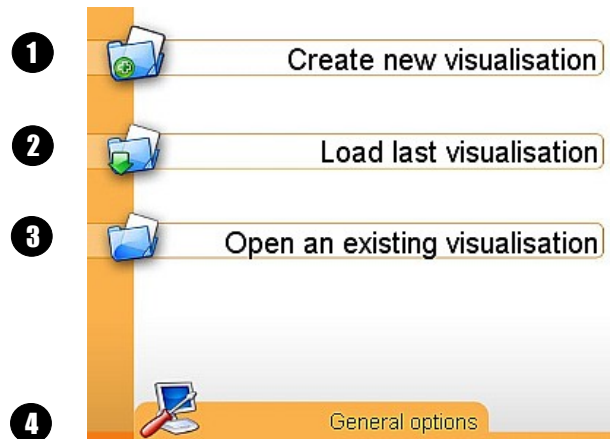 1 Create new visualisation
2 Load last visualisation
3 Open an existing visualisation
4 General options